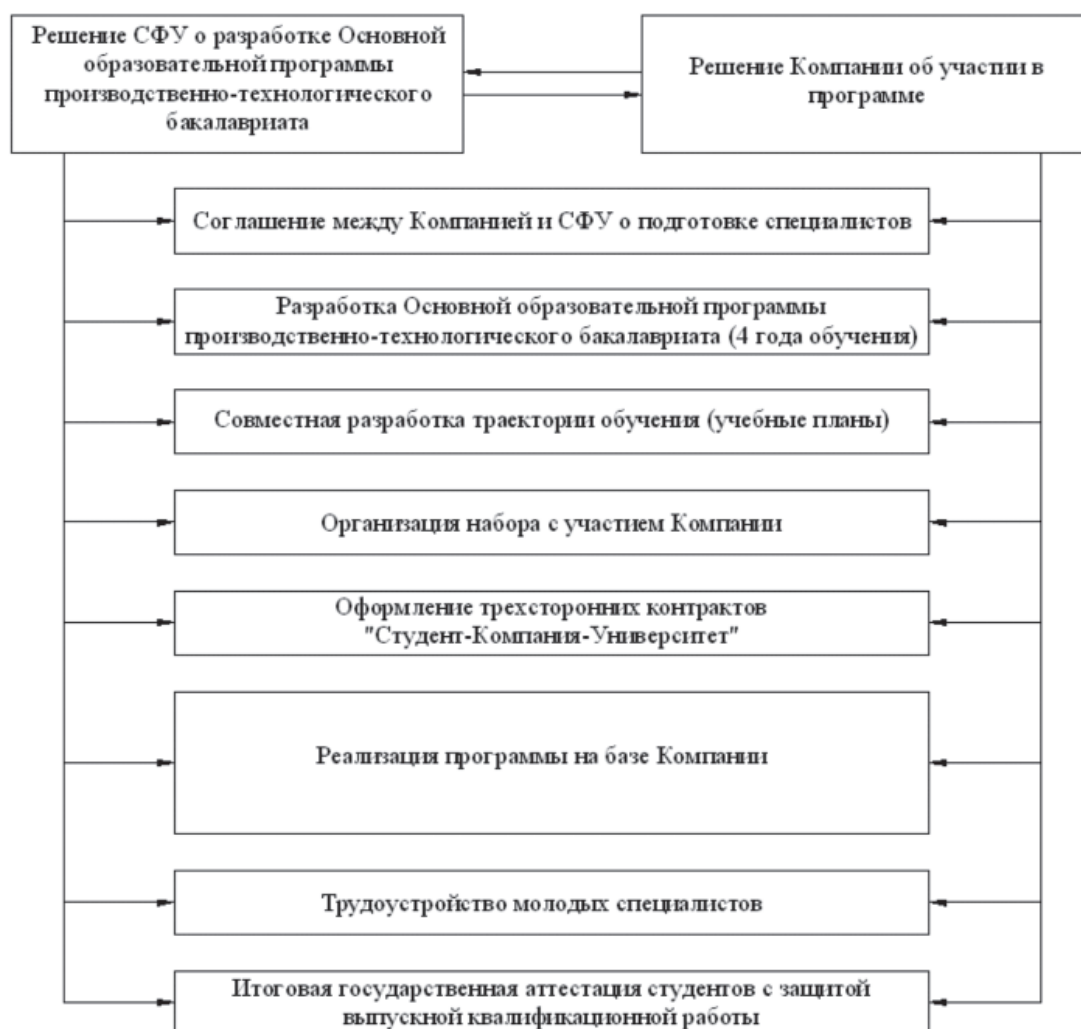 Решение СФУ о разработке Основной
образовательной программы
производственно-технологического
бакалавриата
Решение Компании об участии в
программе
Соглашение между Компанией и СФУ о подготовке специалистов
Разработка Основной образовательной программы
производственно-технологического бакалавриата (4 года обучения)
Совместная разработка траектории обучения (учебные планы)
Организация набора с участием Компании
Оформление трехсторонних контрактов
"Студент-Компания-Университет"
Реализация программы на базе Компании
Трудоустройство молодых специалистов
Итоговая государственная аттестация студентов с защитой
выпускной квалификационной работы